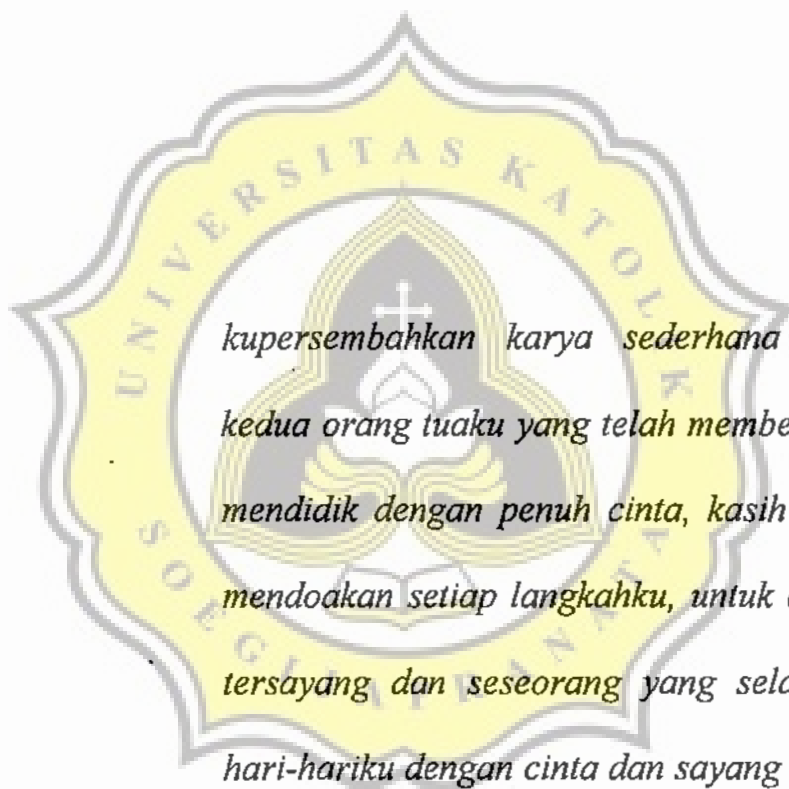 UNIVERSITAS KATOLIK
kupersembahkan karya sederhana
kedua orang tuaku yang telah membe
mendidik dengan penuh cinta, kasih
mendoakan setiap langkahku, untuk
tersayang dan seseorang yang sela
hari-hariku dengan cinta dan sayang
SOEGIJAPRANATA